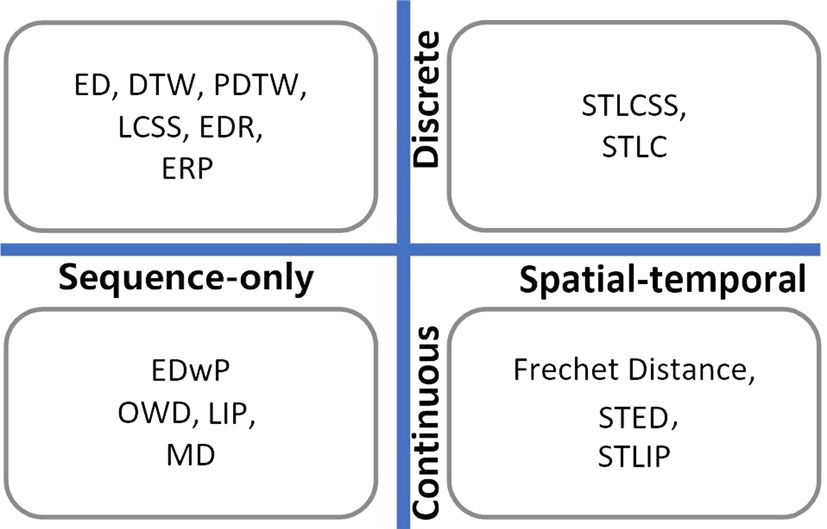 ED, DTW, PDTW,
LCSS, EDR,
ERP
Discrete
STLCSS,
STLC
Sequence-only
Spatial-temporal
EDwP
OWD, LIP,
MD
Continuous
Frechet Distance,
STED,
STLIP